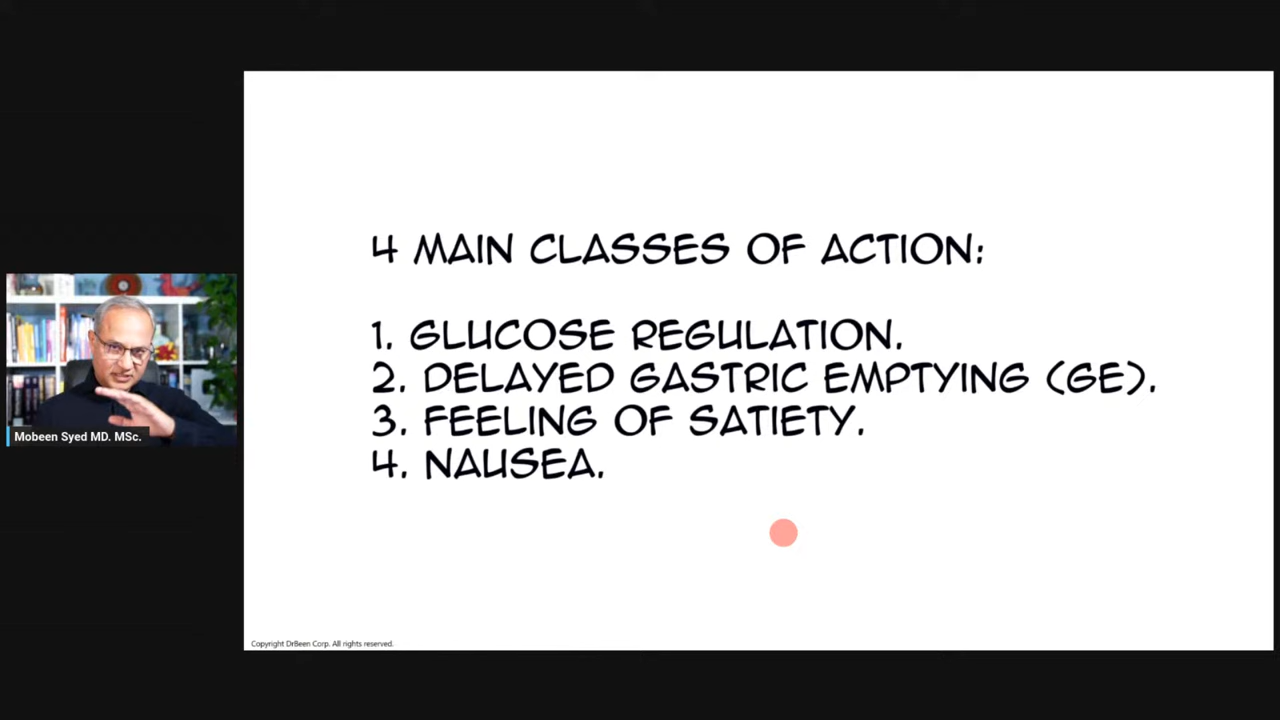 4 MAIN CLASSES OF ACTION:
1. GLUCOSE REGULATION.
2. DELAYED GASTRIC EMPTYING (GE).
3. FEELING OF SATIETY.
4. NAUSEA.
Mobeen Syed MD. MSc.
Copyright DrBeen Corp. All rights reserved.